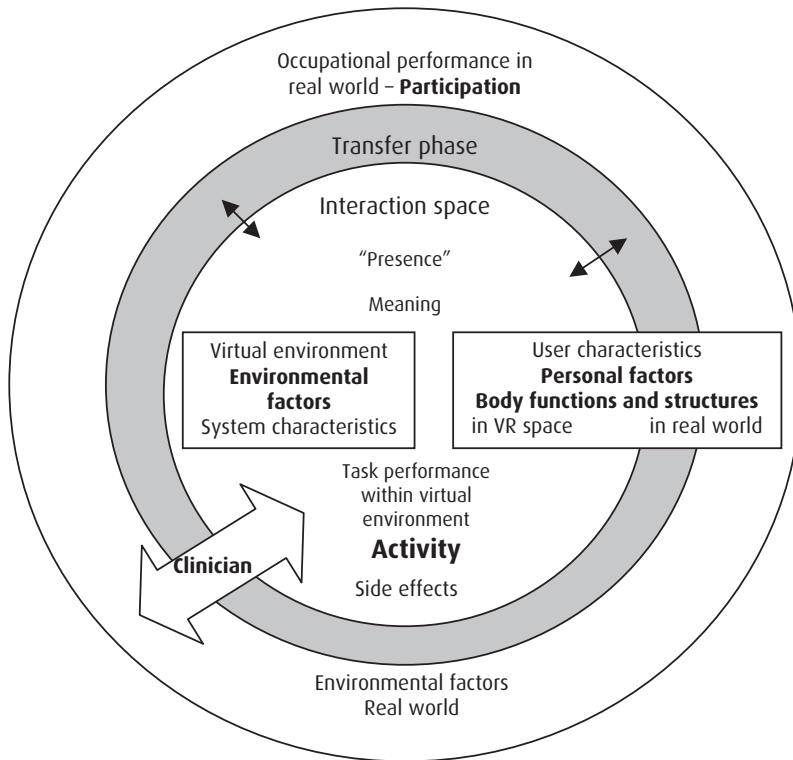 Occupational performance in
real world – Participation
Transfer phase
Interaction space
“Presence”
Meaning
Virtual environment
Environmental
factors
System characteristics
User characteristics
Personal factors
Body functions and structures
in VR space in real world
Task performance
within virtual
environment
Activity
Clinician
Side effects
Environmental factors
Real world